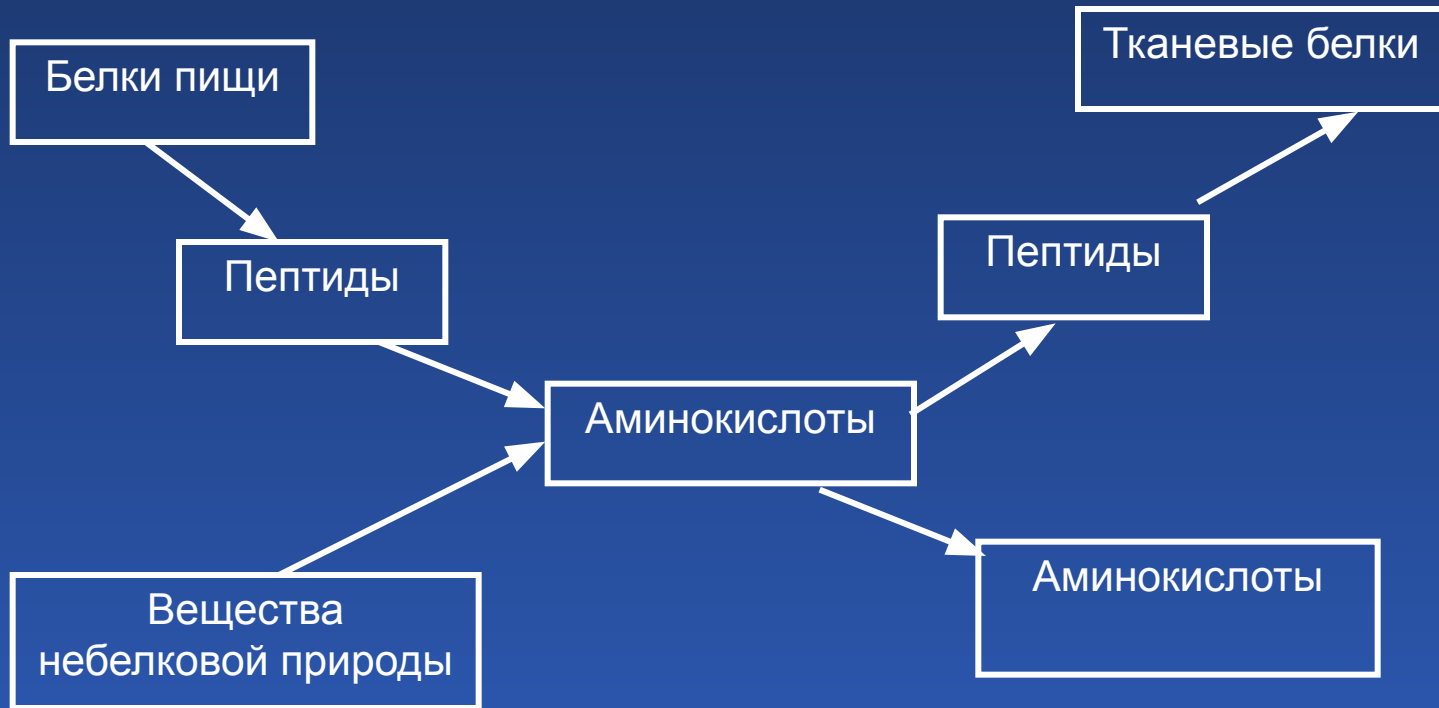 Белки пищи
Тканевые белки
Пептиды
Пептиды
Аминокислоты
Аминокислоты
Вещества
небелковой природы